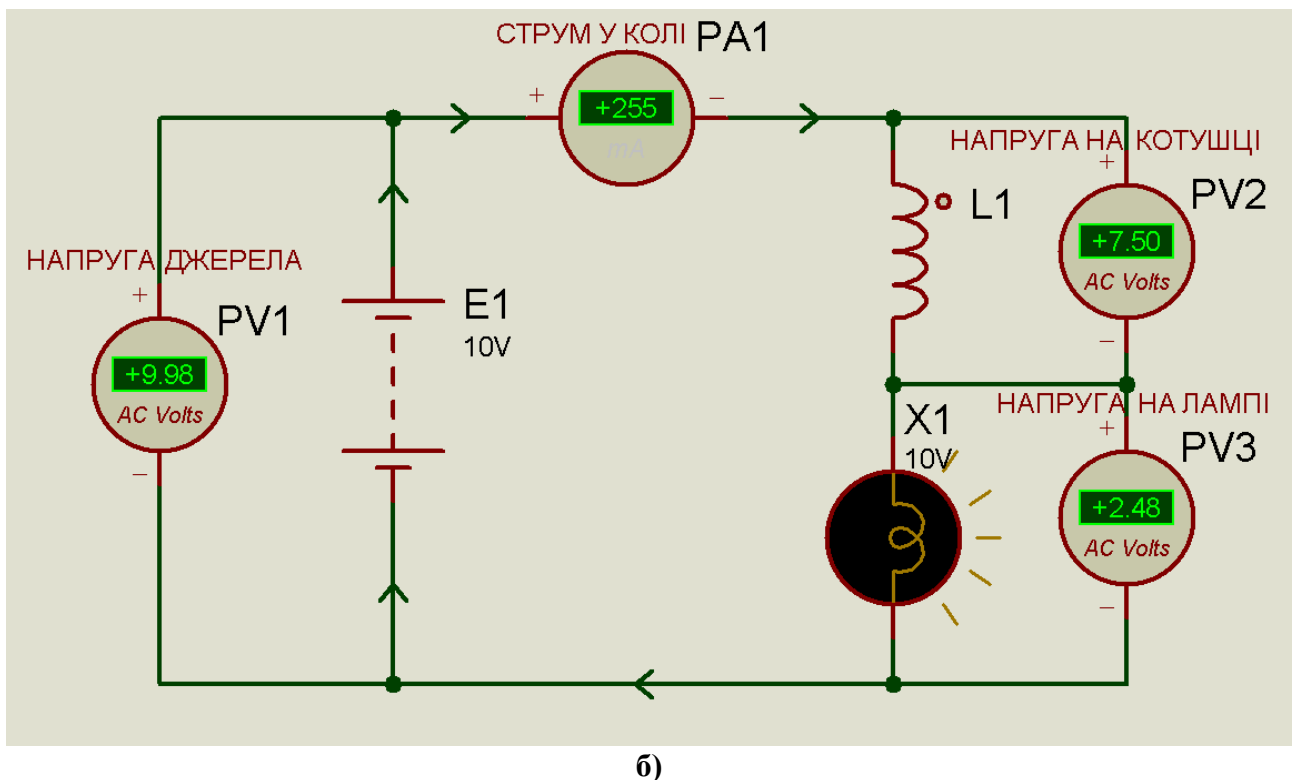 СТРУМ У КОЛІ PA1
+ +255 −
mA
НАПРУГА НА КОТУШЦІ
+
L1
PV2
+7.50
AC Volts
−
НАПРУГА ДЖЕРЕЛА
+
PV1
+9.98
AC Volts
−
E1
10V
НАПРУГА НА ЛАМПІ
X1
10V
+
PV3
+2.48
AC Volts
−
б)